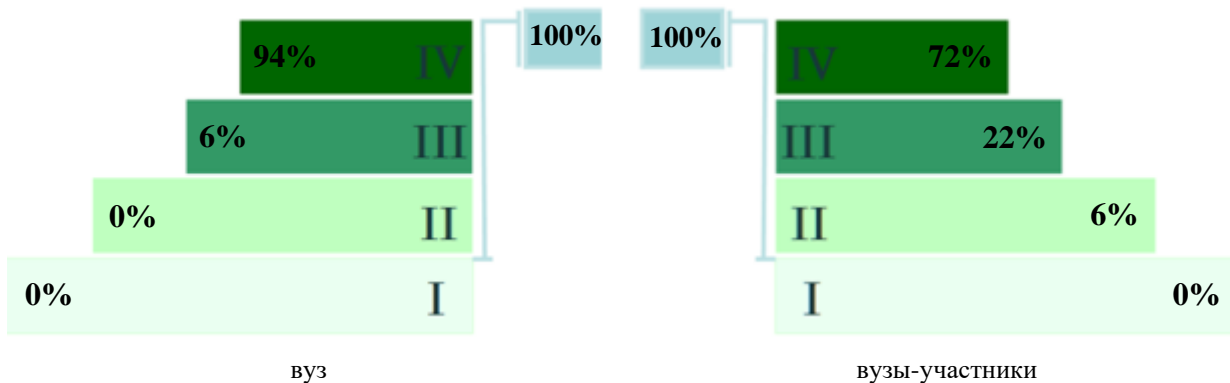 94% IV 100% 100% IV 72%
6% III III 22%
0% II II 6%
0% I I 0%
вуз вузы-участники